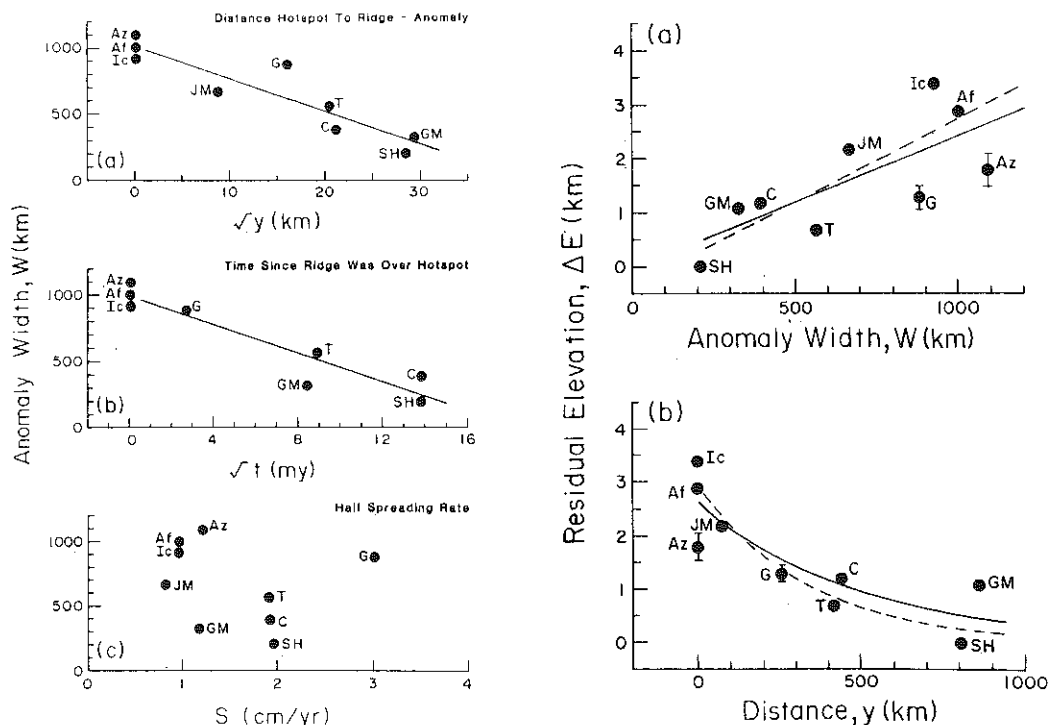 Distance Hotspot To Ridge - Anomaly
1000
500
0
Az
Af
Ic
JM
G
T
C
GM
SH
(a)
0
10
20
30
√y (km)
Anomaly Width, W (km)
Time Since Ridge Was Over Hotspot
1000
500
0
Az
Af
Ic
G
T
GM
C
SH
(b)
0
4
8
12
16
√t (my)
Half Spreading Rate
1000
500
0
Af
Ic
Az
JM
GM
T
C
SH
G
(c)
0
1
2
3
4
S (cm/yr)
(a)
4
3
2
1
0
Ic
Af
JM
Az
GM
C
G
T
SH
500
1000
Anomaly Width, W (km)
Residual Elevation, ΔE (km)
(b)
4
3
2
1
0
Ic
Af
JM
Az
G
C
T
GM
SH
0
500
1000
Distance, y (km)